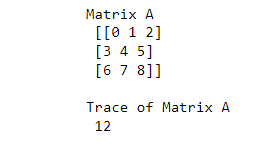 Matrix A
[[0 1 2]
[3 4 5]
[6 7 8]]
Trace of Matrix A
12